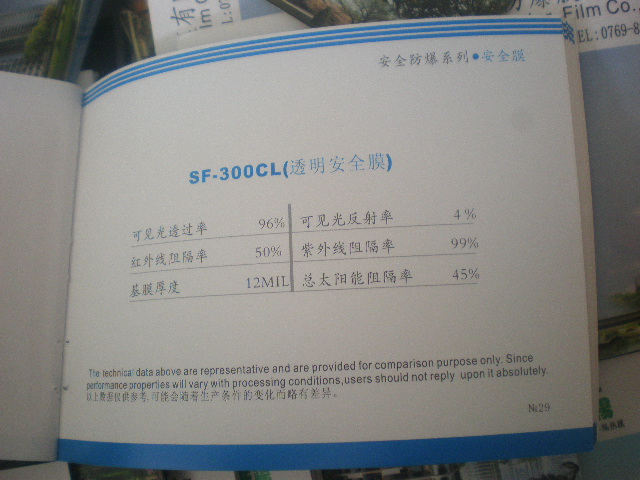 Film Co.,
TEL:0769-8
安全防爆系列●安全膜
SF-300CL(透明安全膜)
可见光透过率 96% 可见光反射率 4%
红外线阻隔率 50% 紫外线阻隔率 99%
基膜厚度 12MIL 总太阳能阻隔率 45%
The technical data above are representative and are provided for comparison purpose only. Since
performance properties will vary with processing conditions,users should not reply upon it absolutely.
以上数据仅供参考,可能会随着生产条件的变化而略有差异。
№29